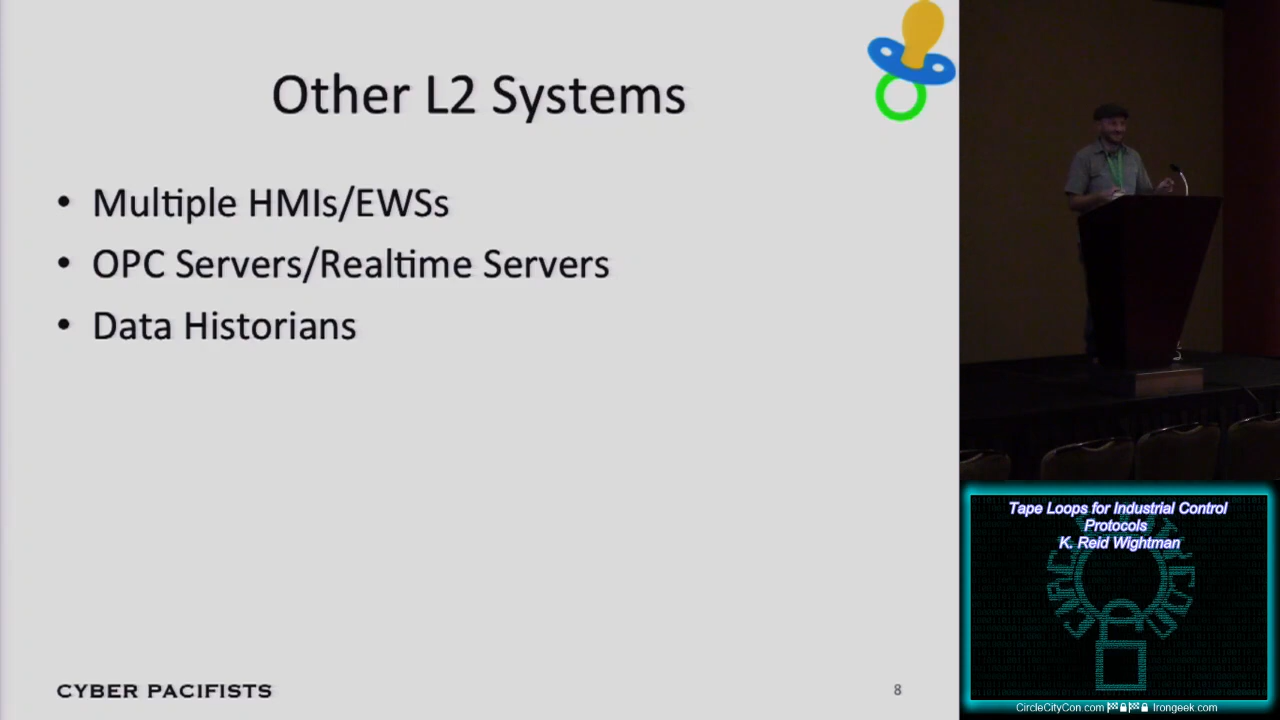 Other L2 Systems
• Multiple HMIs/EWSs
• OPC Servers/Realtime Servers
• Data Historians
CYBER PACIFISTS
8
Tape Loops for Industrial Control
Protocols
K. Reid Wightman
CircleCityCon.com Irongeek.com